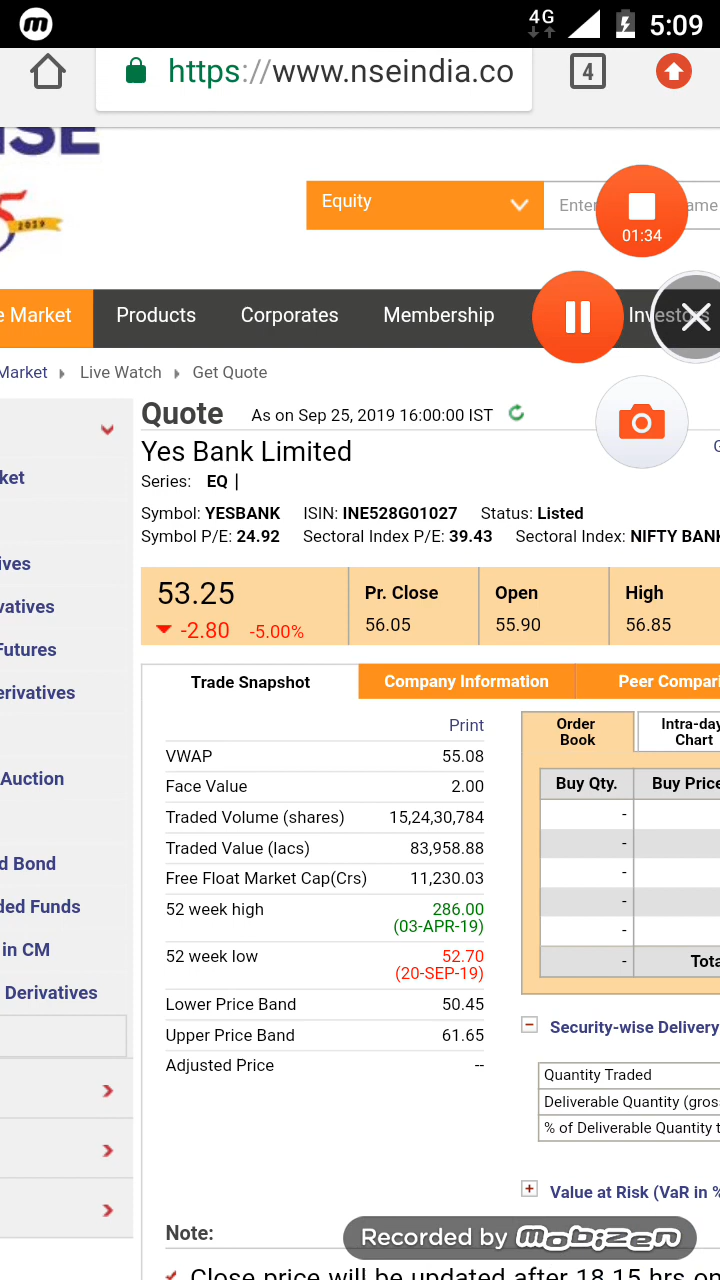 4G 5:09
https://www.nseindia.co 4
2019
Equity
01:34
Market Products Corporates Membership
Market Live Watch Get Quote
Quote As on Sep 25, 2019 16:00:00 IST
Yes Bank Limited
Series: EQ |
Symbol: YESBANK ISIN: INE528G01027 Status: Listed
Symbol P/E: 24.92 Sectoral Index P/E: 39.43 Sectoral Index: NIFTY BANK
53.25 Pr. Close Open High
-2.80 -5.00% 56.05 55.90 56.85
Trade Snapshot Company Information Peer Compari
Print
VWAP 55.08
Face Value 2.00
Traded Volume (shares) 15,24,30,784
Traded Value (lacs) 83,958.88
Free Float Market Cap(Crs) 11,230.03
52 week high 286.00
(03-APR-19)
52 week low 52.70
(20-SEP-19)
Lower Price Band 50.45
Upper Price Band 61.65
Adjusted Price --
Order
Book
Intra-day
Chart
Buy Qty. Buy Price
-
-
-
-
-
- Tota
Security-wise Delivery
Quantity Traded
Deliverable Quantity (gros
% of Deliverable Quantity t
Value at Risk (VaR in %
ket
ives
vatives
Futures
erivatives
Auction
d Bond
ded Funds
in CM
Derivatives
Note:
Recorded by mobizen
Close price will be updated after 18.15 hrs on